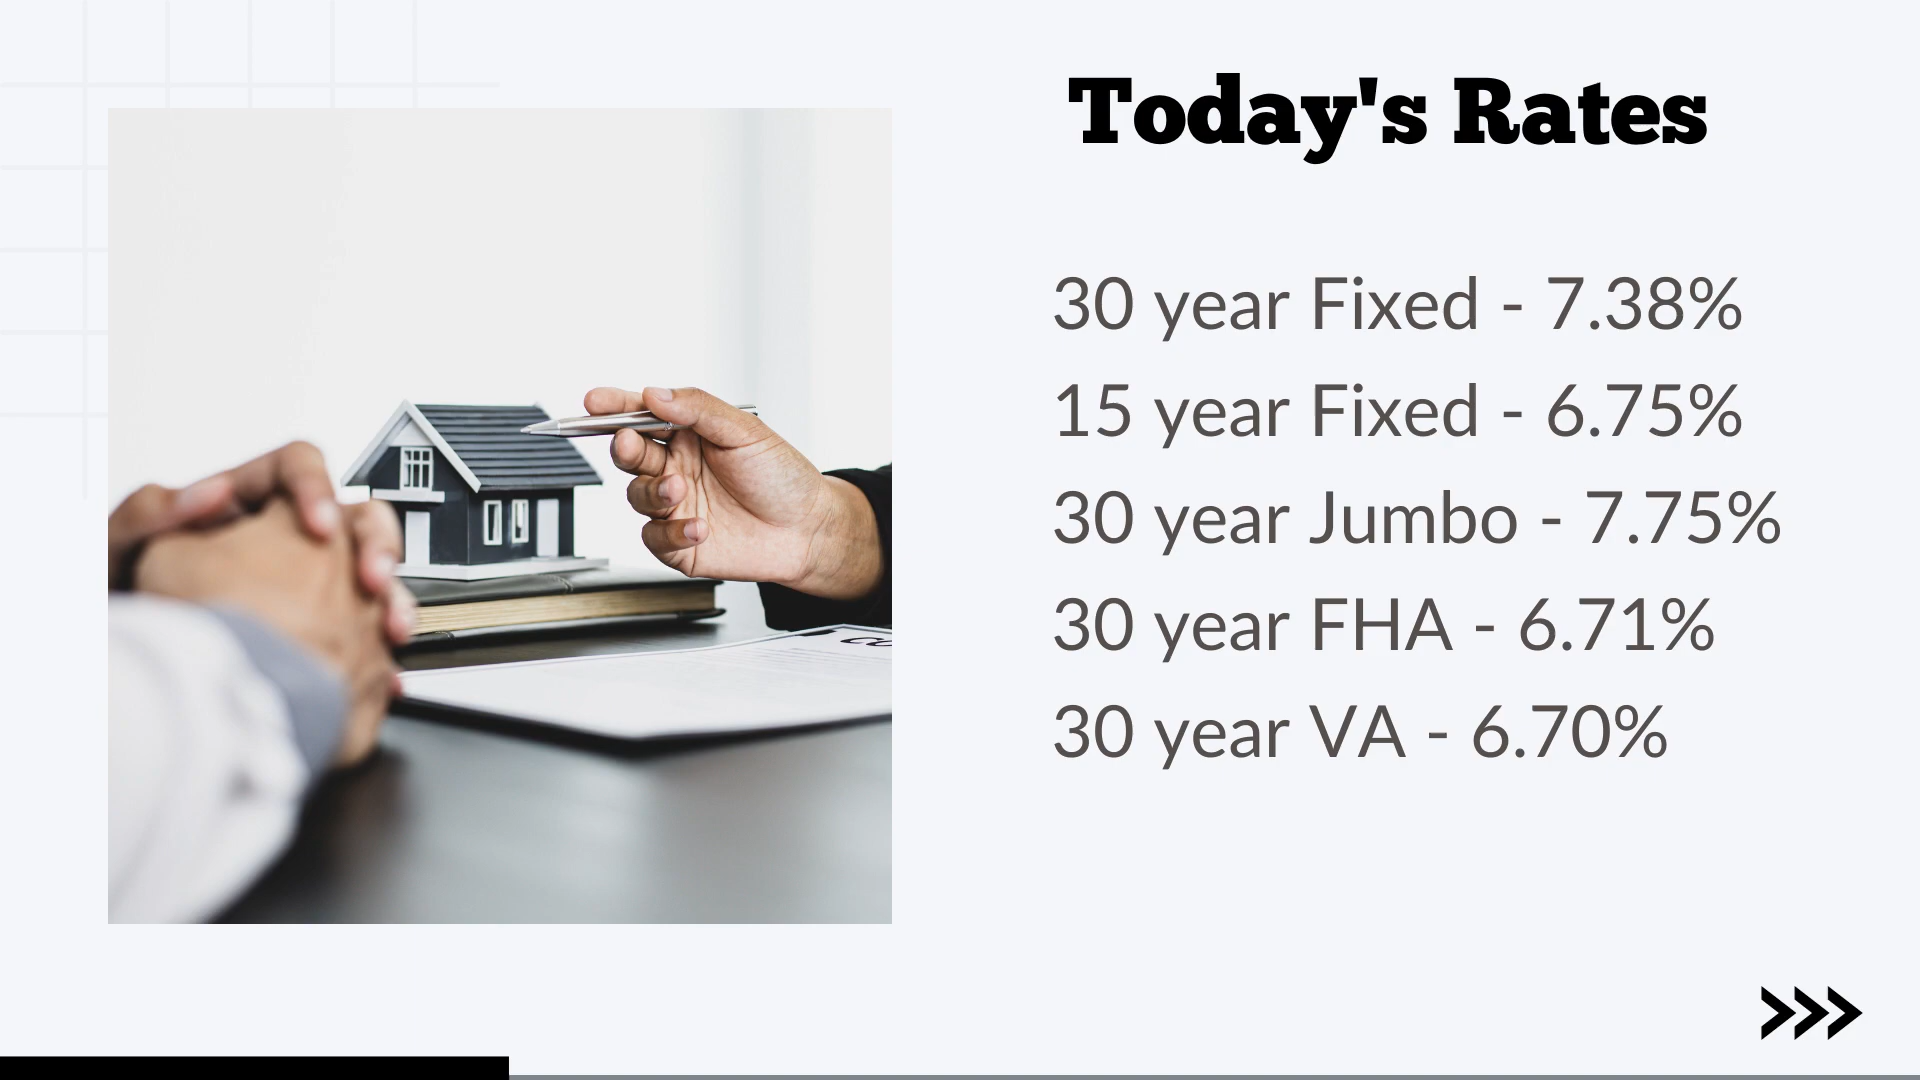 Today's Rates
30 year Fixed - 7.38%
15 year Fixed - 6.75%
30 year Jumbo - 7.75%
30 year FHA - 6.71%
30 year VA - 6.70%